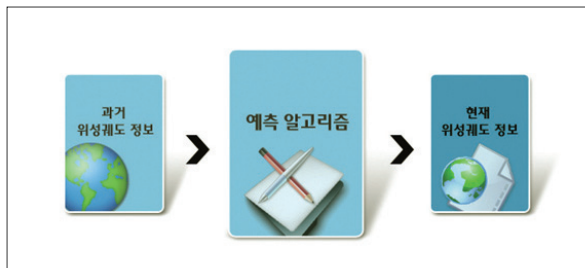 과거
위성궤도 정보
예측 알고리즘
현재
위성궤도 정보